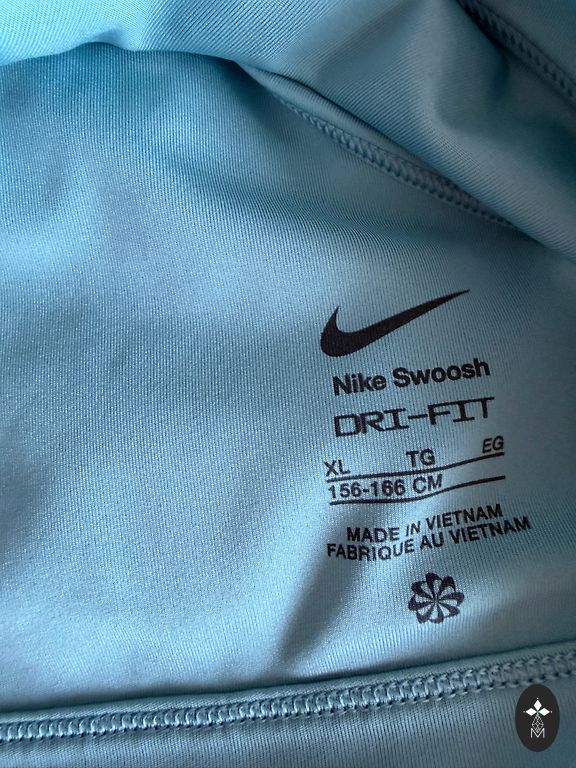 Nike Swoosh
DRI-FIT
XL TG EG
156-166 CM
MADE IN VIETNAM
FABRIQUE AU VIETNAM